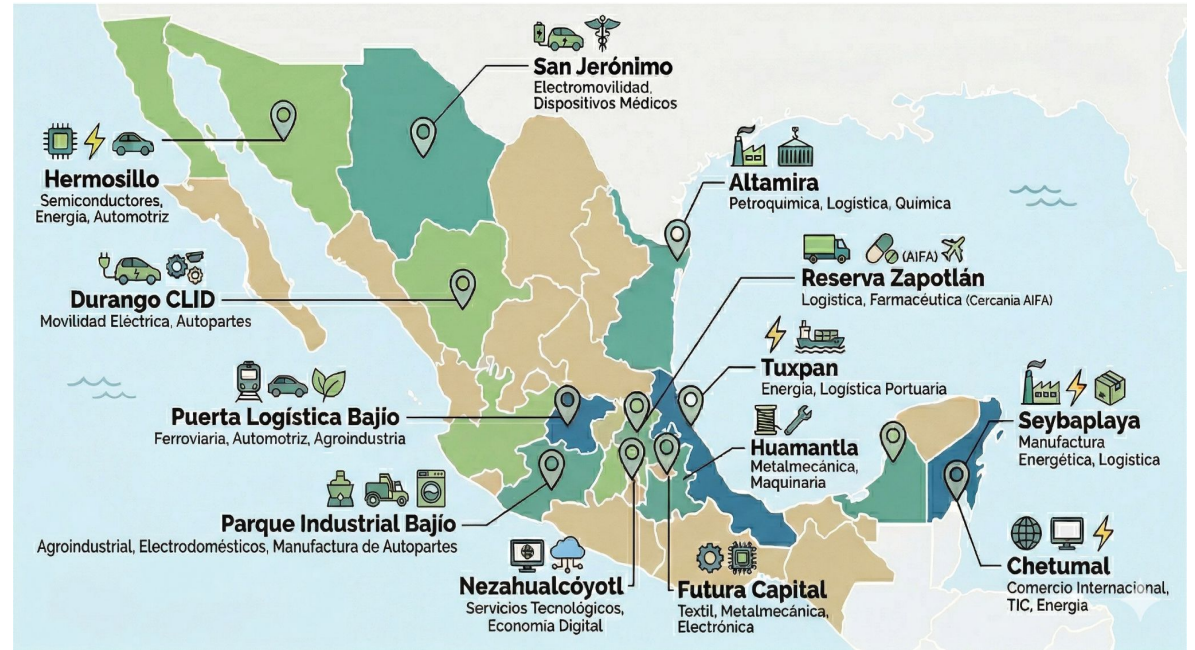 San Jerónimo
Electromovilidad,
Dispositivos Médicos
Hermosillo
Semiconductores,
Energía, Automotriz
Altamira
Petroquímica, Logística, Química
(AIFA)
Reserva Zapotlán
Logística, Farmacéutica (Cercanía AIFA)
Durango CLID
Movilidad Eléctrica, Autopartes
Tuxpan
Energía, Logística Portuaria
Puerta Logística Bajío
Ferroviaria, Automotriz, Agroindustria
Seybaplaya
Manufactura
Energética, Logística
Huamantla
Metalmecánica,
Maquinaria
Parque Industrial Bajío
Agroindustrial, Electrodomésticos, Manufactura de Autopartes
Nezahualcóyotl
Servicios Tecnológicos,
Economía Digital
Futura Capital
Textil, Metalmecánica,
Electrónica
Chetumal
Comercio Internacional,
TIC, Energía